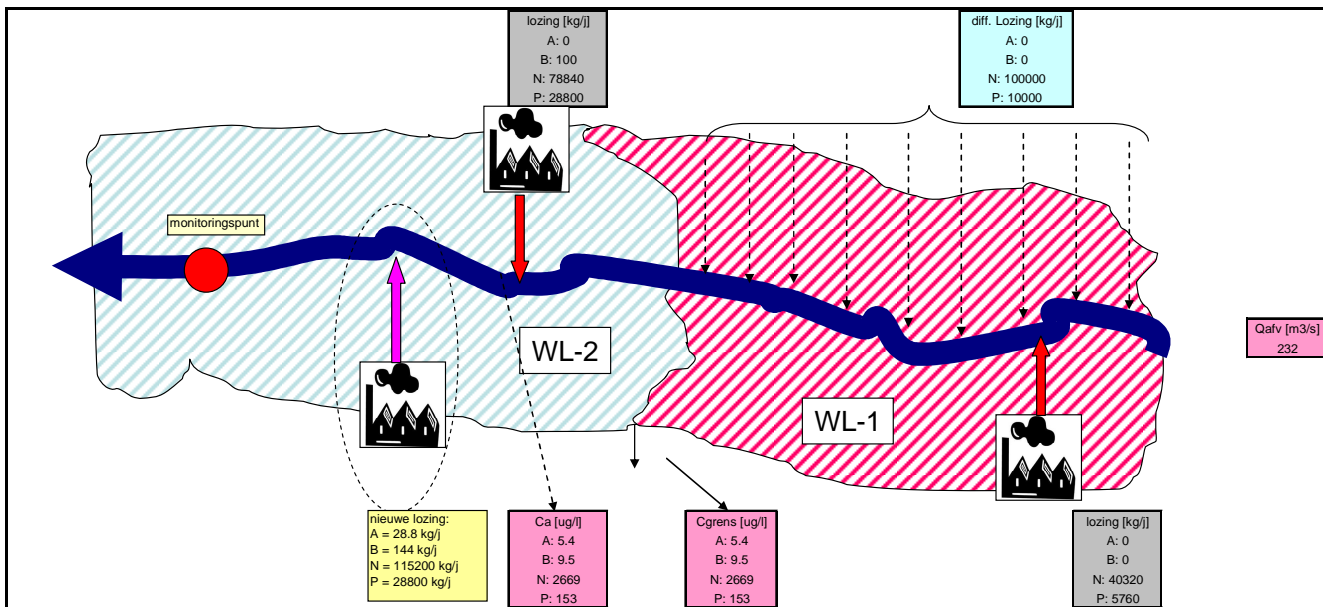 lozing [kg/j]
A: 0
B: 100
N: 78840
P: 28800
diff. Lozing [kg/j]
A: 0
B: 0
N: 100000
P: 10000
monitoringspunt
Qafv [m3/s]
232
WL-2
WL-1
nieuwe lozing:
A = 28.8 kg/j
B = 144 kg/j
N = 115200 kg/j
P = 28800 kg/j
Ca [ug/l]
A: 5.4
B: 9.5
N: 2669
P: 153
Cgrens [ug/l]
A: 5.4
B: 9.5
N: 2669
P: 153
lozing [kg/j]
A: 0
B: 0
N: 40320
P: 5760